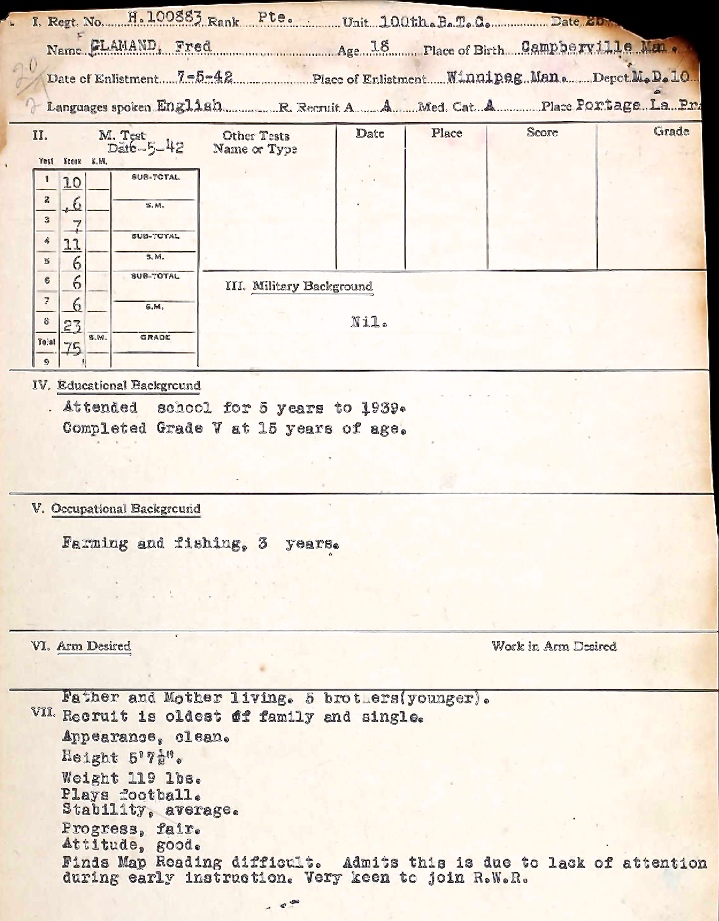 I. Regt. No. H.100883 Rank Pte. Unit 100th.B.T.C. Date
Name GLAMAND, Fred Age 18 Place of Birth Campberville Man.
Date of Enlistment 7-5-42 Place of Enlistment Winnipeg Man. Depot M.D.10
Languages spoken English R. Recruit A A Med. Cat. A Place Portage La Pra
20
2
II. M. Test Other Tests Date Place Score Grade
Date 6-5-42 Name or Type
Test Score S.M.
1 10 SUB-TOTAL
2 6 S.M.
3 7
4 11 SUB-TOTAL
5 6 S.M.
6 6 SUB-TOTAL
7 6 S.M.
8 23
Total 75 S.M. GRADE
9
III. Military Background
Nil.
IV. Educational Background
Attended school for 5 years to 1939.
Completed Grade V at 15 years of age.
V. Occupational Background
Farming and fishing, 3 years.
VI. Arm Desired Work in Arm Desired
Father and Mother living. 5 brothers(younger).
VII. Recruit is oldest of family and single.
Appearance, clean.
Height 5'7½".
Weight 119 lbs.
Plays football.
Stability, average.
Progress, fair.
Attitude, good.
Finds Map Reading difficult. Admits this is due to lack of attention
during early instruction. Very keen to join R.W.R.